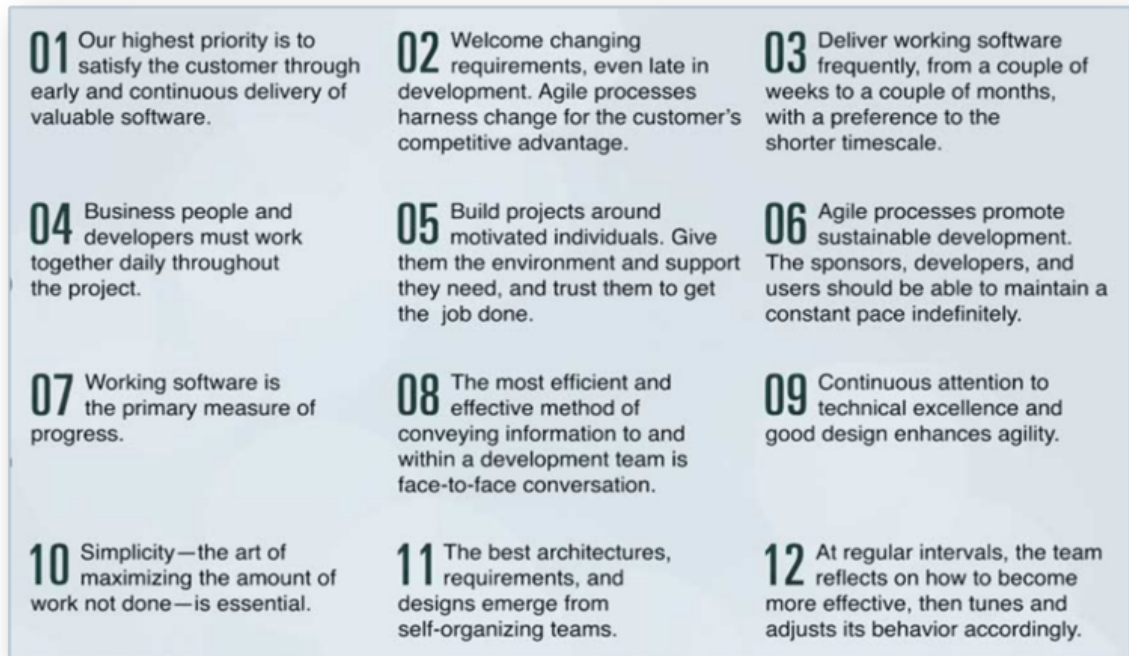 01 Our highest priority is to
satisfy the customer through
early and continuous delivery of
valuable software.
02 Welcome changing
requirements, even late in
development. Agile processes
harness change for the customer's
competitive advantage.
03 Deliver working software
frequently, from a couple of
weeks to a couple of months,
with a preference to the
shorter timescale.
04 Business people and
developers must work
together daily throughout
the project.
05 Build projects around
motivated individuals. Give
them the environment and support
they need, and trust them to get
the job done.
06 Agile processes promote
sustainable development.
The sponsors, developers, and
users should be able to maintain a
constant pace indefinitely.
07 Working software is
the primary measure of
progress.
08 The most efficient and
effective method of
conveying information to and
within a development team is
face-to-face conversation.
09 Continuous attention to
technical excellence and
good design enhances agility.
10 Simplicity—the art of
maximizing the amount of
work not done—is essential.
11 The best architectures,
requirements, and
designs emerge from
self-organizing teams.
12 At regular intervals, the team
reflects on how to become
more effective, then tunes and
adjusts its behavior accordingly.